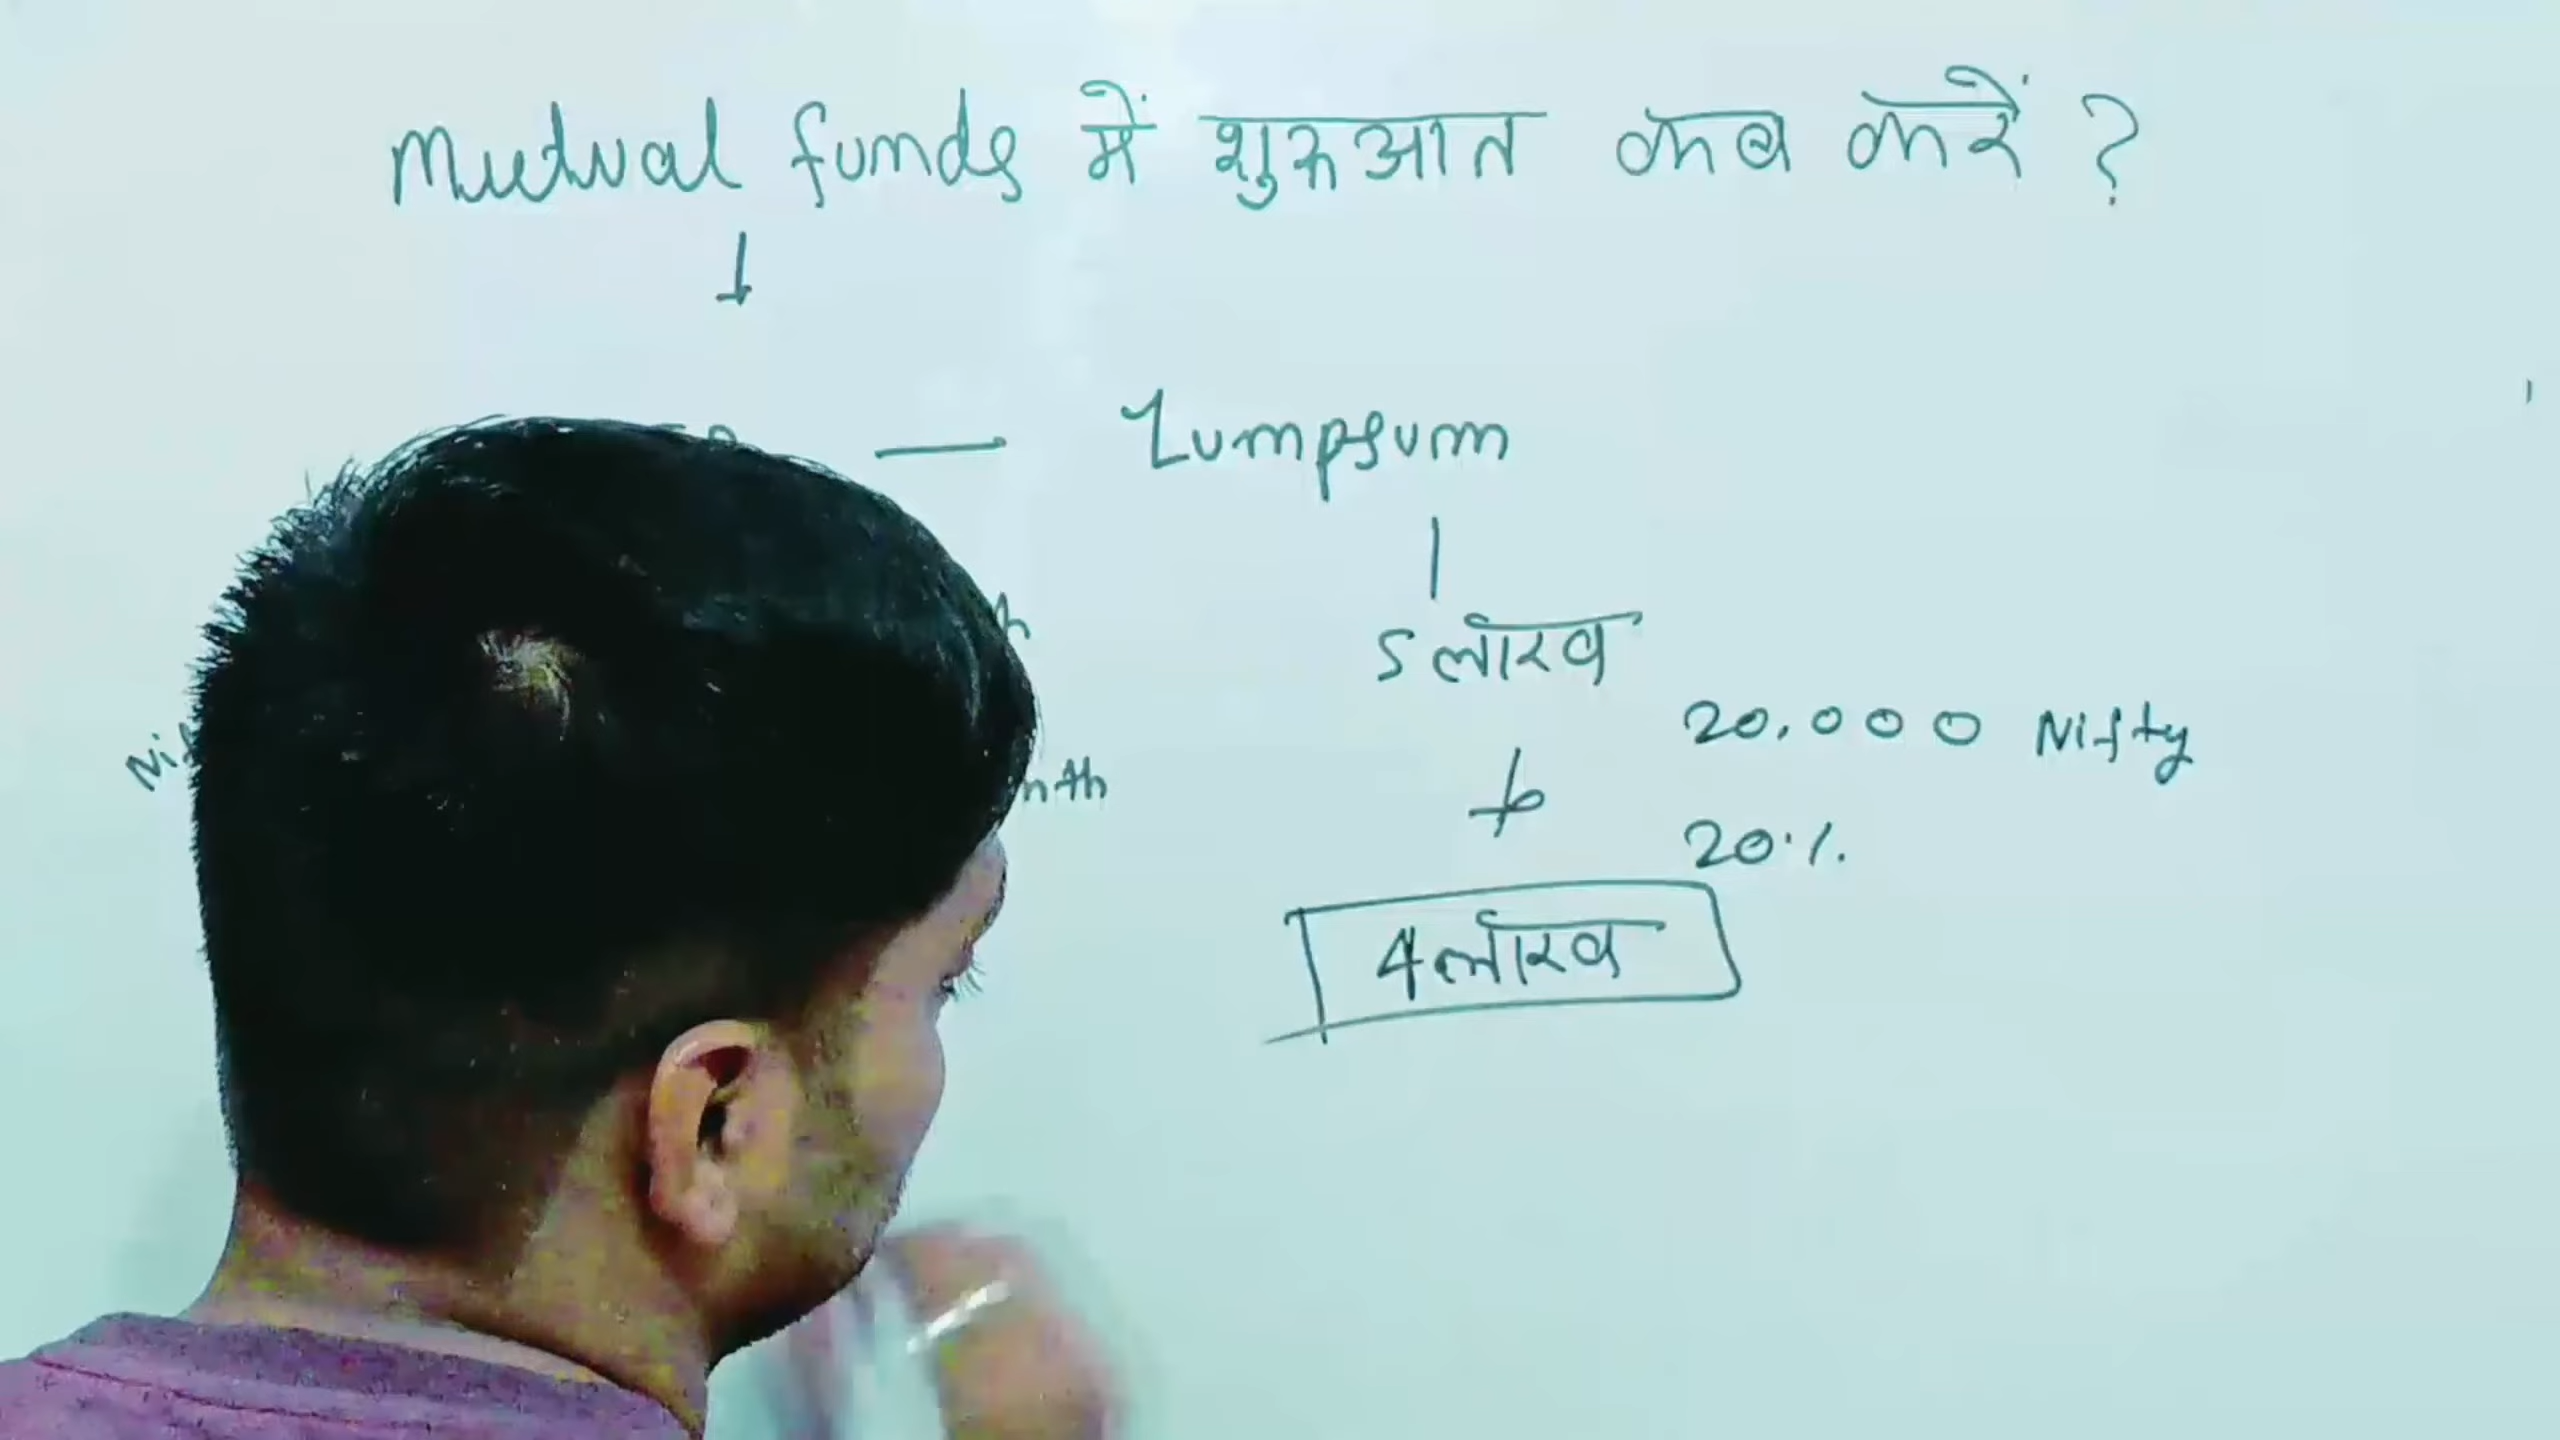 Mutual funds में शुरुआत कब करें ?
Lumpsum
5 लाख
20,000 Nifty
20%
4 लाख